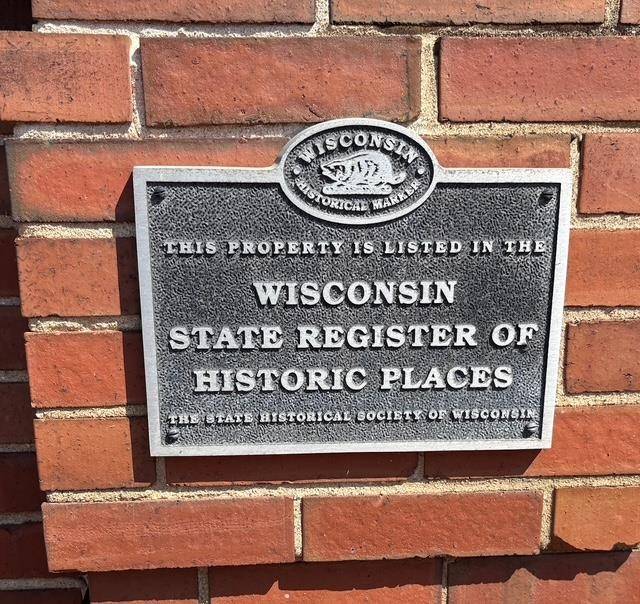 WISCONSIN
HISTORICAL MARKER
THIS PROPERTY IS LISTED IN THE
WISCONSIN
STATE REGISTER OF
HISTORIC PLACES
THE STATE HISTORICAL SOCIETY OF WISCONSIN